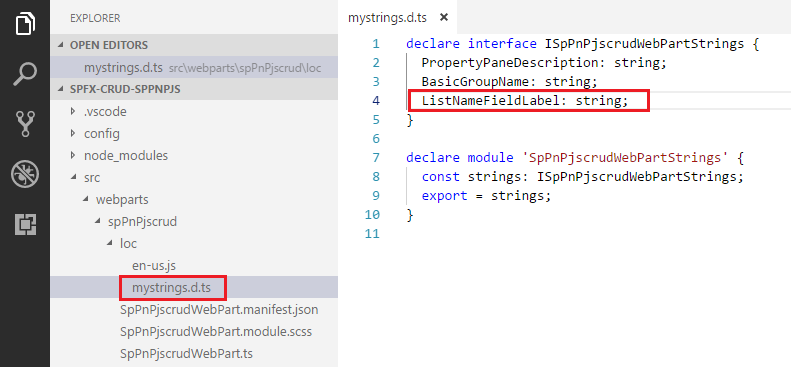 EXPLORER
OPEN EDITORS
mystrings.d.ts src\webparts\spPnPjscrud\loc
SPFX-CRUD-SPPNPJS
.vscode
config
node_modules
src
webparts
spPnPjscrud
loc
en-us.js
mystrings.d.ts
SpPnPjscrudWebPart.manifest.json
SpPnPjscrudWebPart.module.scss
SpPnPjscrudWebPart.ts
mystrings.d.ts ×
1 declare interface ISpPnPjscrudWebPartStrings {
2 PropertyPaneDescription: string;
3 BasicGroupName: string;
4 ListNameFieldLabel: string;
5 }
6
7 declare module 'SpPnPjscrudWebPartStrings' {
8 const strings: ISpPnPjscrudWebPartStrings;
9 export = strings;
10 }
11